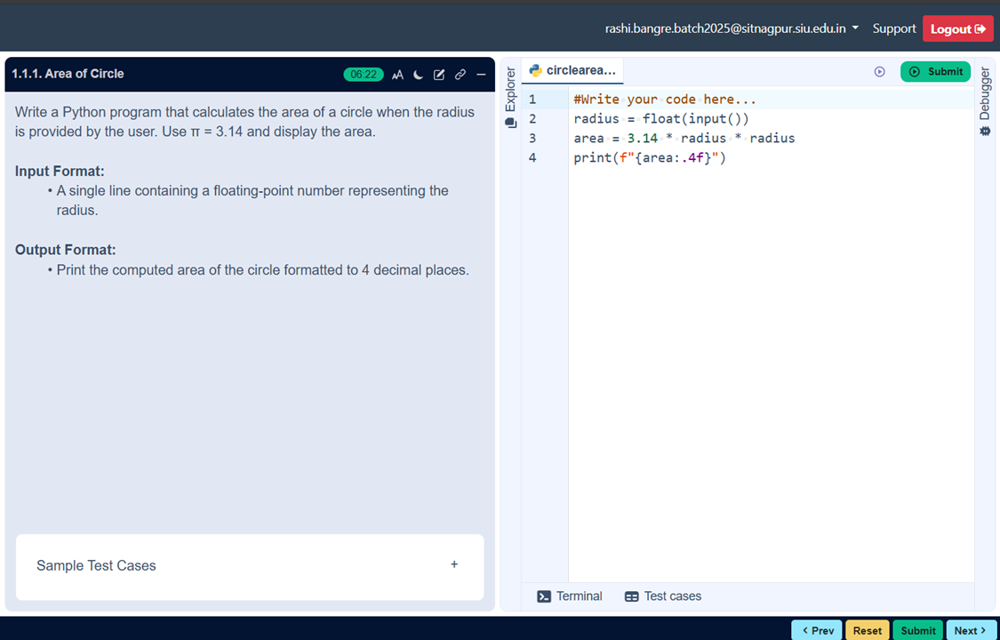 rashi.bangre.batch2025@sitnagpur.siu.edu.in Support Logout
1.1.1. Area of Circle 06:22 AA
Write a Python program that calculates the area of a circle when the radius
is provided by the user. Use π = 3.14 and display the area.
Input Format:
• A single line containing a floating-point number representing the
radius.
Output Format:
• Print the computed area of the circle formatted to 4 decimal places.
Sample Test Cases +
Explorer
circlearea...
Submit
Debugger
1 #Write your code here...
2 radius = float(input())
3 area = 3.14 * radius * radius
4 print(f"{area:.4f}")
Terminal Test cases
< Prev Reset Submit Next >